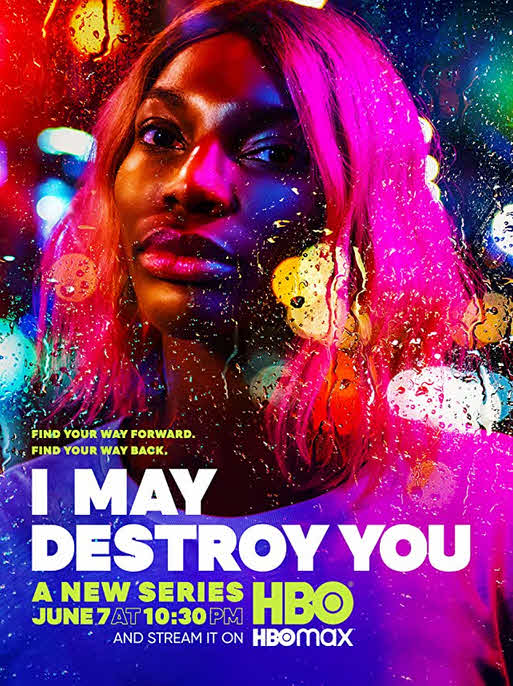 FIND YOUR WAY FORWARD.
FIND YOUR WAY BACK.
I MAY
DESTROY YOU
A NEW SERIES
JUNE 7 AT 10:30 PM
HBO®
AND STREAM IT ON HBOmax